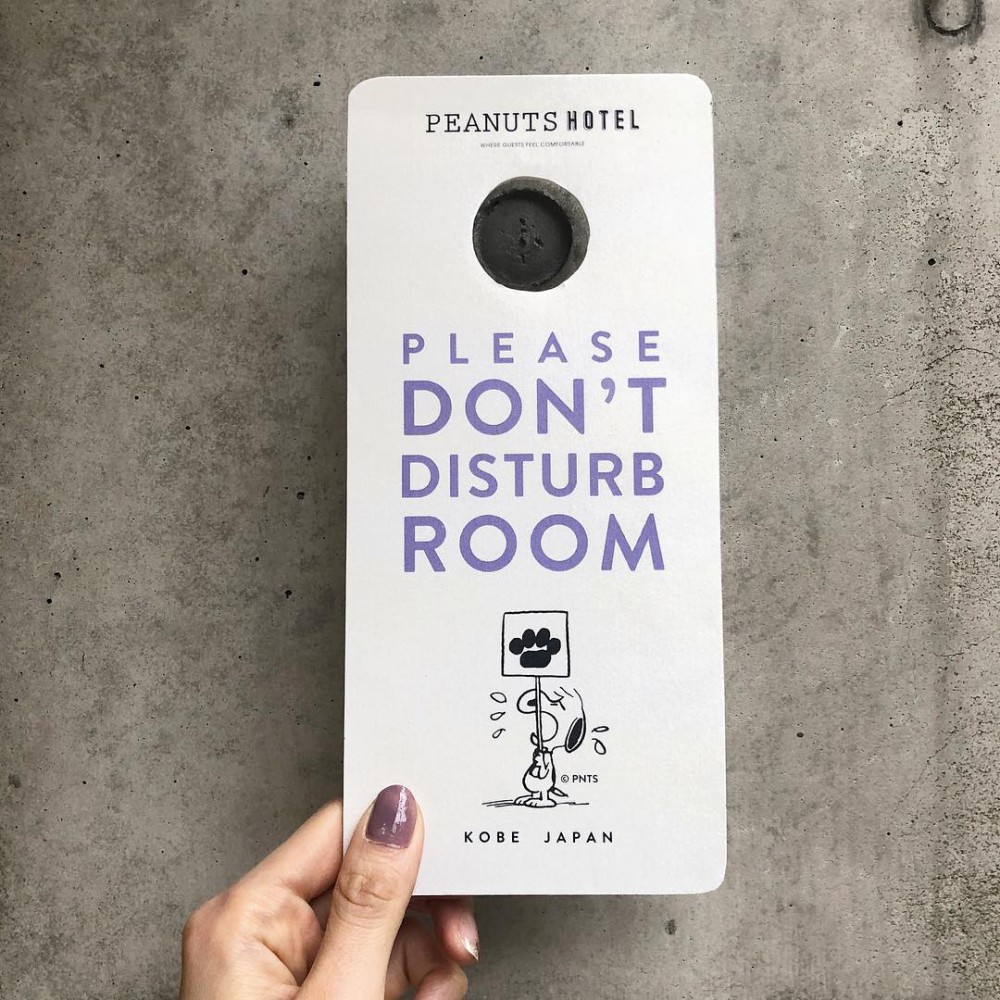 PEANUTS HOTEL
WHERE GUESTS FEEL COMFORTABLE
PLEASE
DON'T
DISTURB
ROOM
© PNTS
KOBE JAPAN